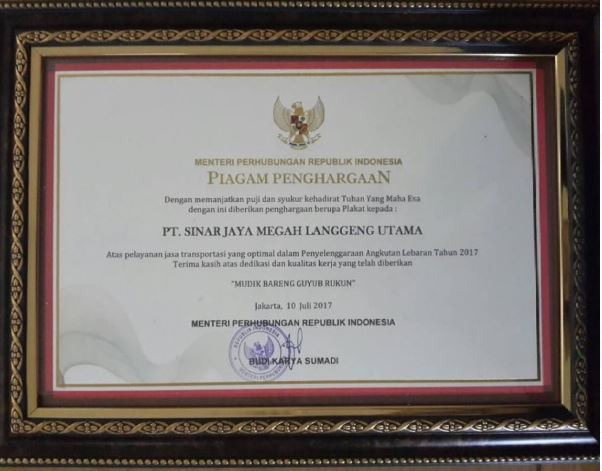 MENTERI PERHUBUNGAN REPUBLIK INDONESIA
PIAGAM PENGHARGAAN
Dengan memanjatkan puji dan syukur kehadirat Tuhan Yang Maha Esa
dengan ini diberikan penghargaan berupa Plakat kepada :
PT. SINAR JAYA MEGAH LANGGENG UTAMA
Atas pelayanan jasa transportasi yang optimal dalam Penyelenggaraan Angkutan Lebaran Tahun 2017
Terima kasih atas dedikasi dan kualitas kerja yang telah diberikan
"MUDIK BARENG GUYUB RUKUN"
Jakarta, 10 Juli 2017
MENTERI PERHUBUNGAN REPUBLIK INDONESIA
REPUBLIK INDONESIA
BUDI KARYA SUMADI